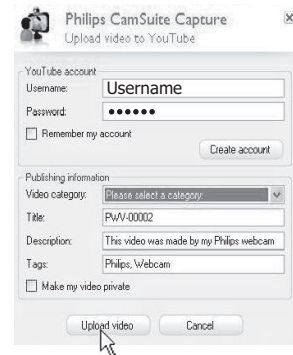 Philips CamSuite Capture
Upload video to YouTube
YouTube account
Username: Username
Password: ●●●●●●
Remember my account
Create account
Publishing information
Video category: Please select a category:
Title: PWV-00002
Description: This video was made by my Philips webcam
Tags: Philips, Webcam
Make my video private
Upload video Cancel